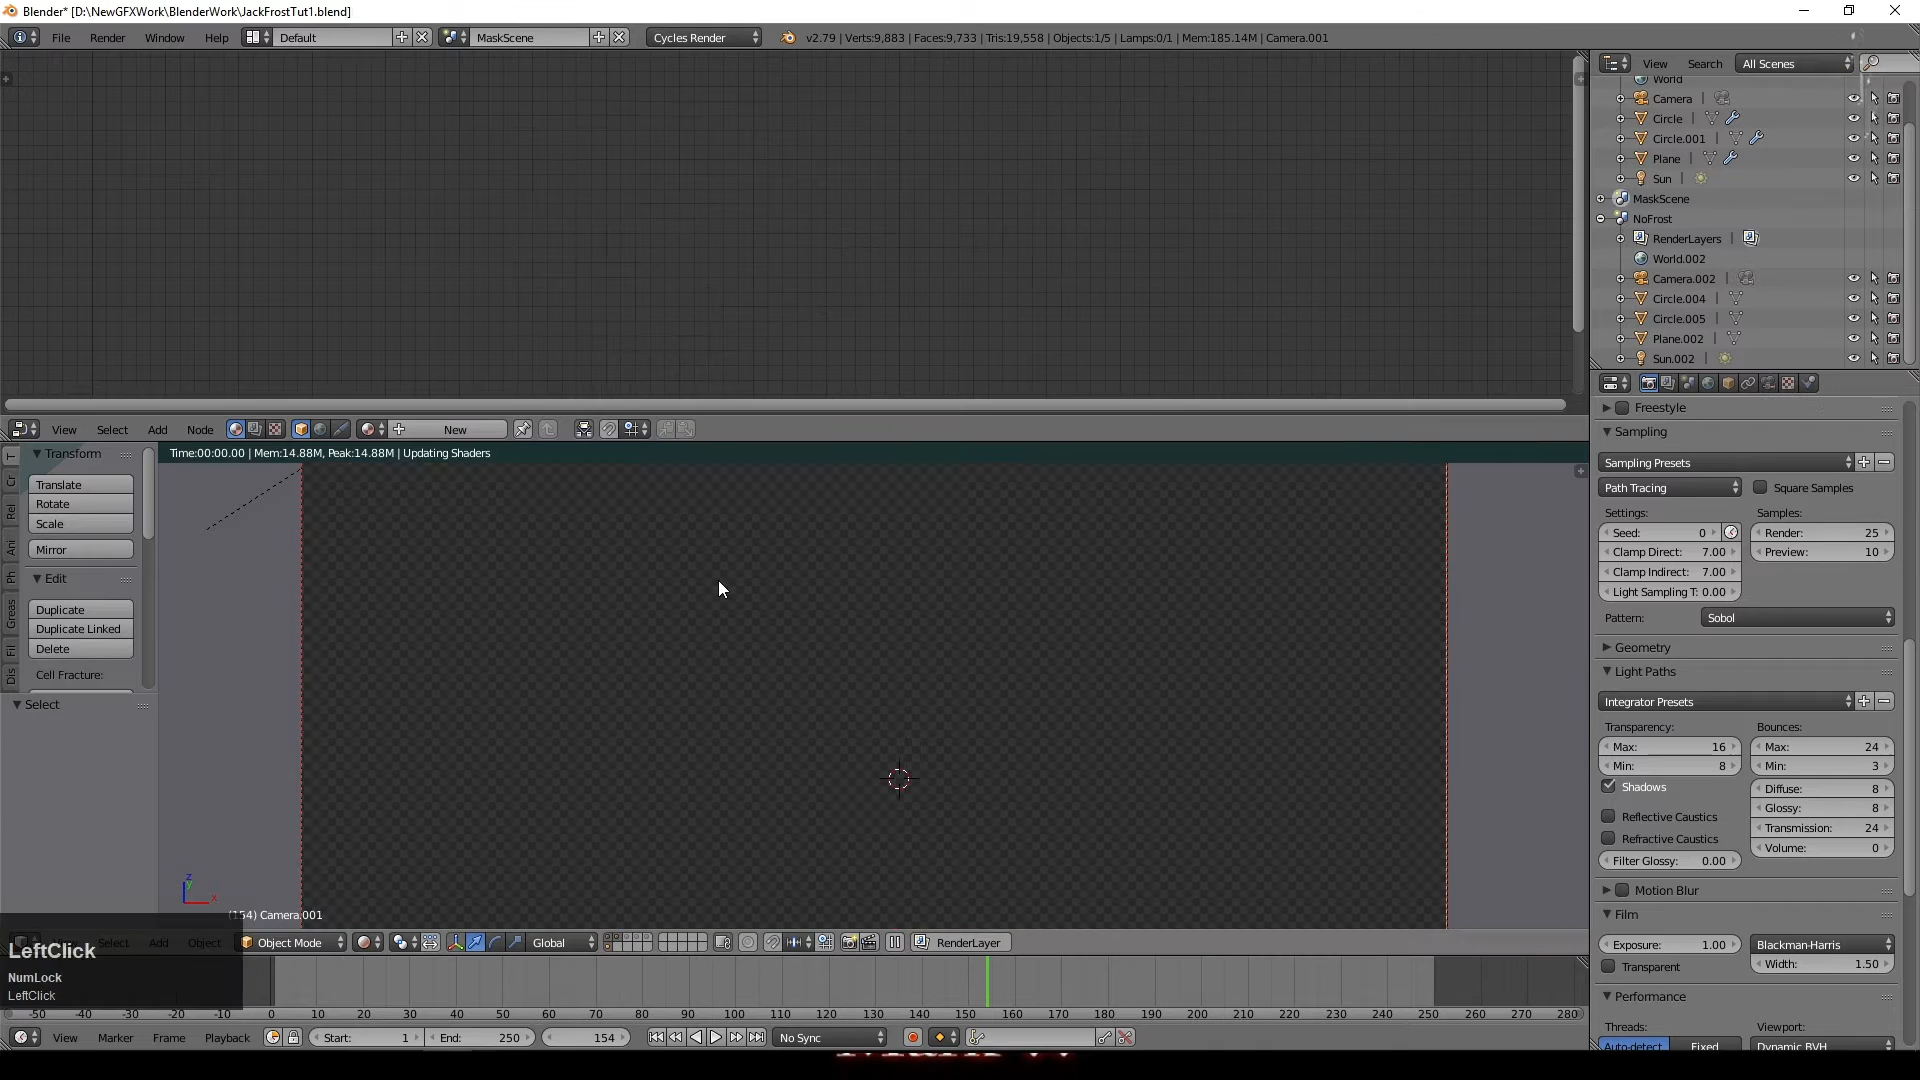 Blender* [D:\NewGFXWork\BlenderWork\JackFrostTut1.blend]
File Render Window Help Default MaskScene Cycles Render v2.79 | Verts:9,883 | Faces:9,733 | Tris:19,558 | Objects:1/5 | Lamps:0/1 | Mem:185.14M | Camera.001
View Search All Scenes
World
Camera
Circle
Circle.001
Plane
Sun
MaskScene
NoFrost
RenderLayers
World.002
Camera.002
Circle.004
Circle.005
Plane.002
Sun.002
View Select Add Node New
Freestyle
Sampling
Sampling Presets
Path Tracing Square Samples
Settings: Samples:
Seed: 0 Render: 25
Clamp Direct: 7.00 Preview: 10
Clamp Indirect: 7.00
Light Sampling T: 0.00
Pattern: Sobol
Geometry
Light Paths
Integrator Presets
Transparency: Bounces:
Max: 16 Max: 24
Min: 8 Min: 3
Shadows Diffuse: 8
Reflective Caustics Glossy: 8
Refractive Caustics Transmission: 24
Filter Glossy: 0.00 Volume: 0
Motion Blur
Film
Exposure: 1.00 Blackman-Harris
Transparent Width: 1.50
Performance
Threads: Viewport:
Auto-detect Fixed Dynamic BVH
Time:00:00.00 | Mem:14.88M, Peak:14.88M | Updating Shaders
Transform
Translate
Rotate
Scale
Mirror
Edit
Duplicate
Duplicate Linked
Delete
Cell Fracture:
Select
T
Cr
Rel
Ani
Ph
Greas
Fil
Dis
z
y
x
(154) Camera.001
Select Add Object Object Mode Global RenderLayer
LeftClick
NumLock
LeftClick
-50 -40 -30 -20 -10 0 10 20 30 40 50 60 70 80 90 100 110 120 130 140 150 160 170 180 190 200 210 220 230 240 250 260 270 280
View Marker Frame Playback Start: 1 End: 250 154 No Sync